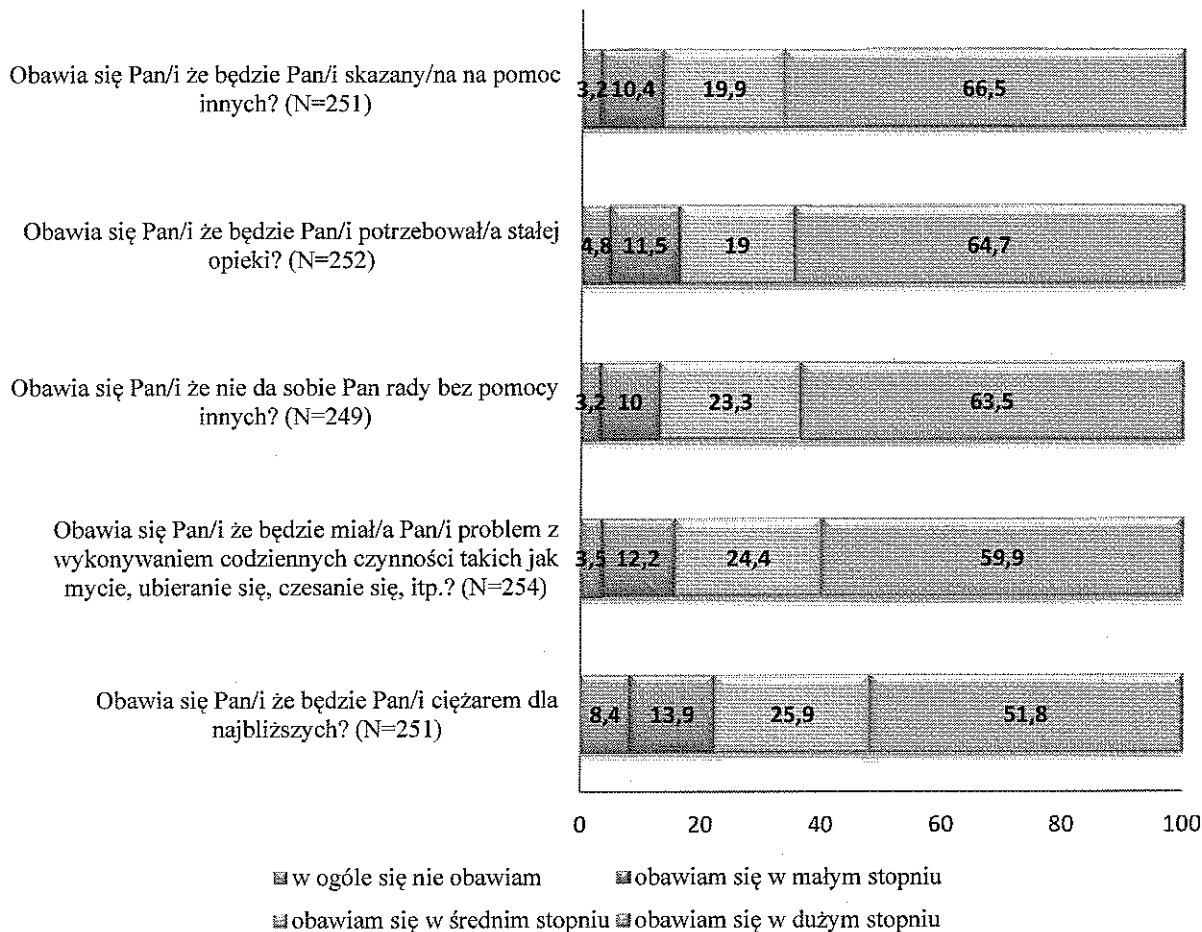 Obawia się Pan/i że będzie Pan/i skazany/na na pomoc
innych? (N=251)
3,2 10,4 19,9 66,5
Obawia się Pan/i że będzie Pan/i potrzebował/a stałej
opieki? (N=252)
4,8 11,5 19 64,7
Obawia się Pan/i że nie da sobie Pan rady bez pomocy
innych? (N=249)
3,2 10 23,3 63,5
Obawia się Pan/i że będzie miał/a Pan/i problem z
wykonywaniem codziennych czynności takich jak
mycie, ubieranie się, czesanie się, itp.? (N=254)
3,5 12,2 24,4 59,9
Obawia się Pan/i że będzie Pan/i ciężarem dla
najbliższych? (N=251)
8,4 13,9 25,9 51,8
0 20 40 60 80 100
w ogóle się nie obawiam obawiam się w małym stopniu
obawiam się w średnim stopniu obawiam się w dużym stopniu